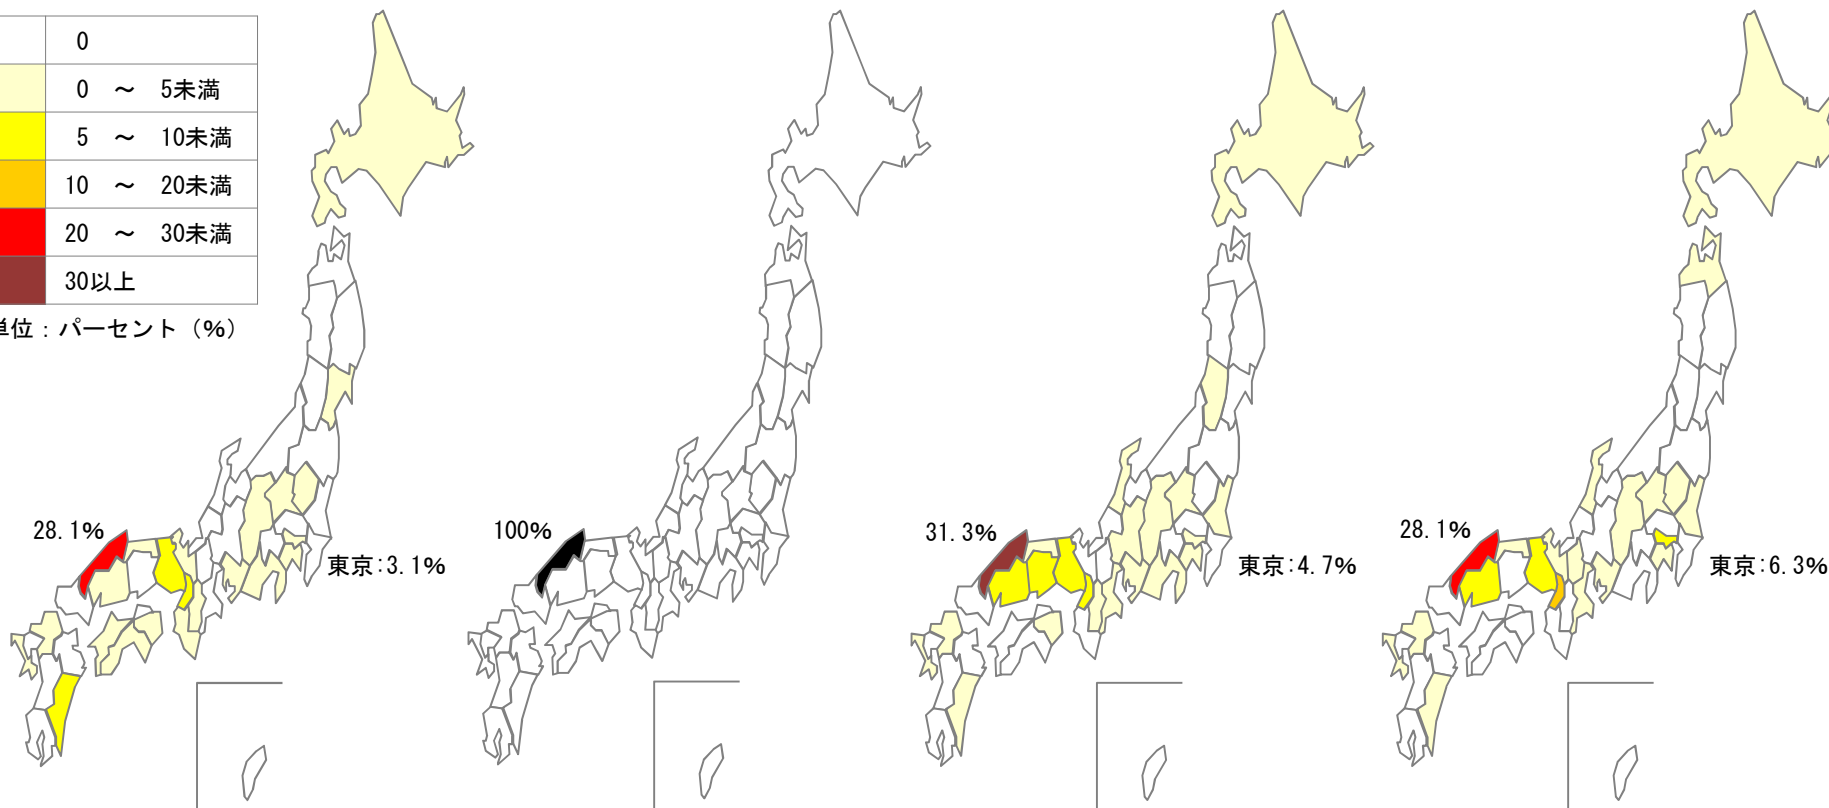 0
0 ～ 5未満
5 ～ 10未満
10 ～ 20未満
20 ～ 30未満
30以上
単位：パーセント（%）
28.1%
東京:3.1%
100%
31.3%
東京:4.7%
28.1%
東京:6.3%